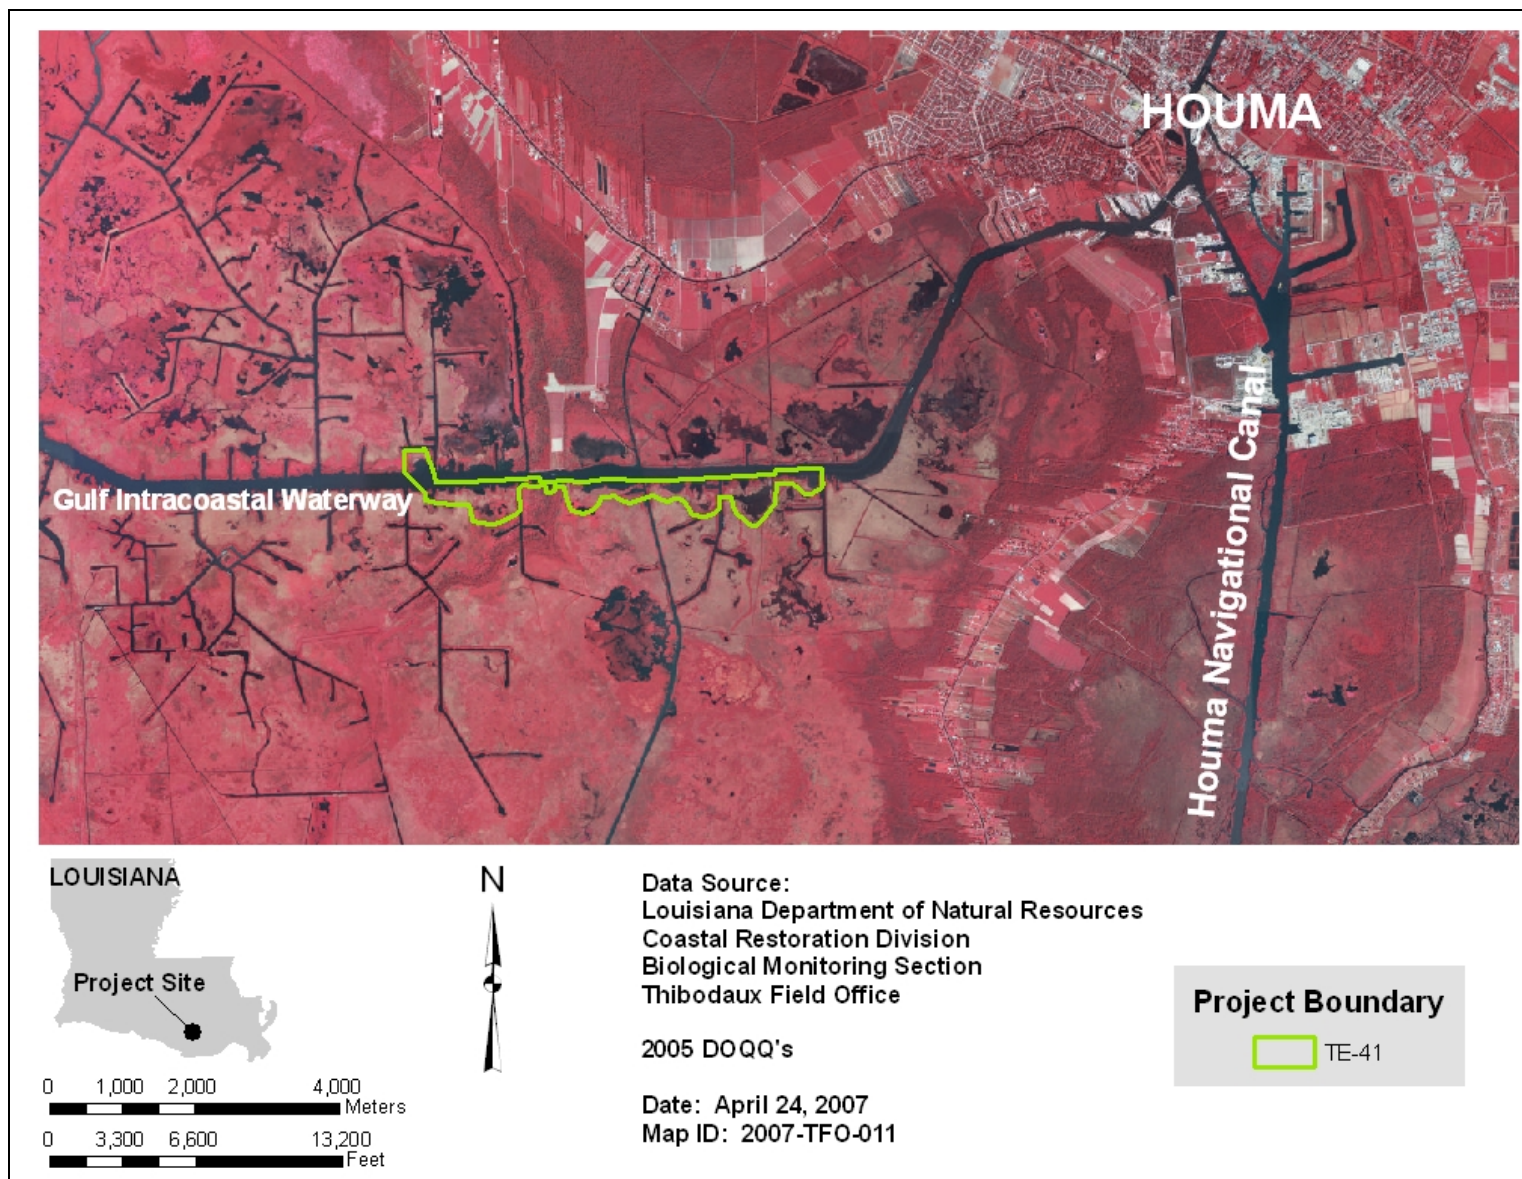 HOUMA
Gulf Intracoastal Waterway
Houma Navigational Canal
LOUISIANA
Project Site
0 1,000 2,000 4,000
Meters
0 3,300 6,600 13,200
Feet
N
Data Source:
Louisiana Department of Natural Resources
Coastal Restoration Division
Biological Monitoring Section
Thibodaux Field Office
2005 DOQQ's
Date: April 24, 2007
Map ID: 2007-TFO-011
Project Boundary
TE-41